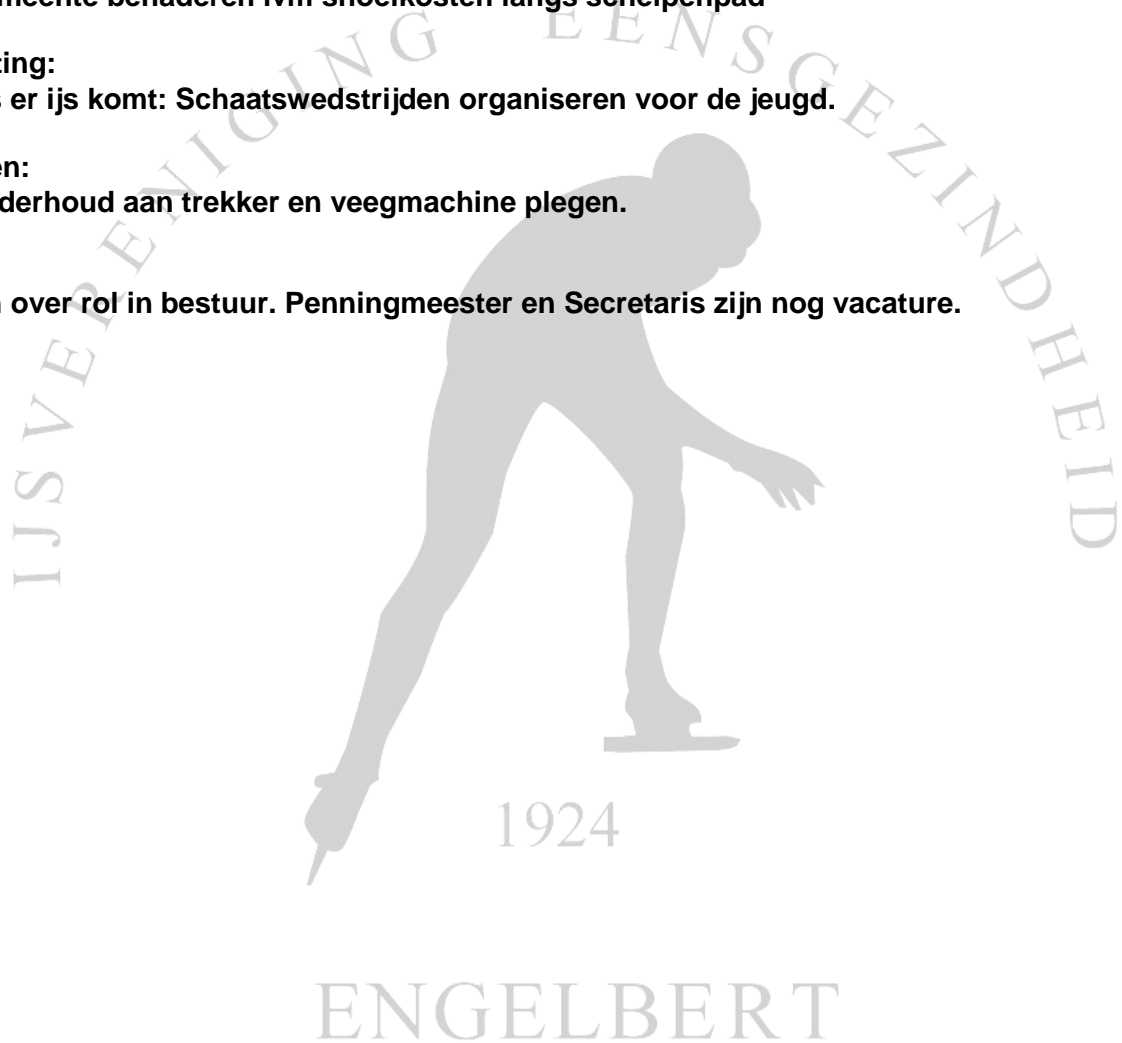 meente benaderen ivm snoeikosten langs schelpenpad
ting:
s er ijs komt: Schaatswedstrijden organiseren voor de jeugd.
en:
derhoud aan trekker en veegmachine plegen.
n over rol in bestuur. Penningmeester en Secretaris zijn nog vacature.
IJSVERENIGING EENSGEZINDHEID
1924
ENGELBERT